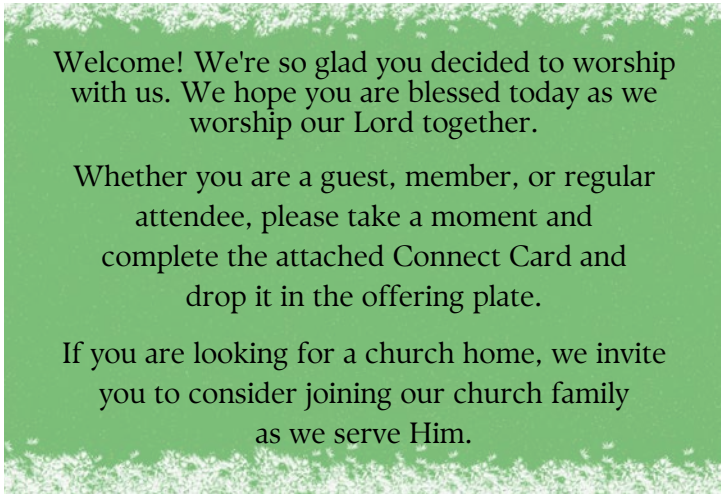 Welcome! We're so glad you decided to worship
with us. We hope you are blessed today as we
worship our Lord together.
Whether you are a guest, member, or regular
attendee, please take a moment and
complete the attached Connect Card and
drop it in the offering plate.
If you are looking for a church home, we invite
you to consider joining our church family
as we serve Him.